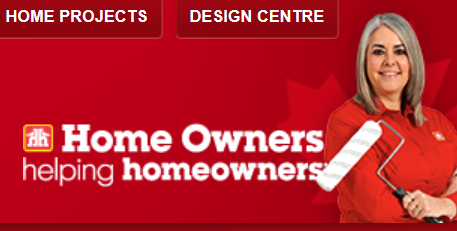 HOME PROJECTS
DESIGN CENTRE
Home Owners
helping homeowners